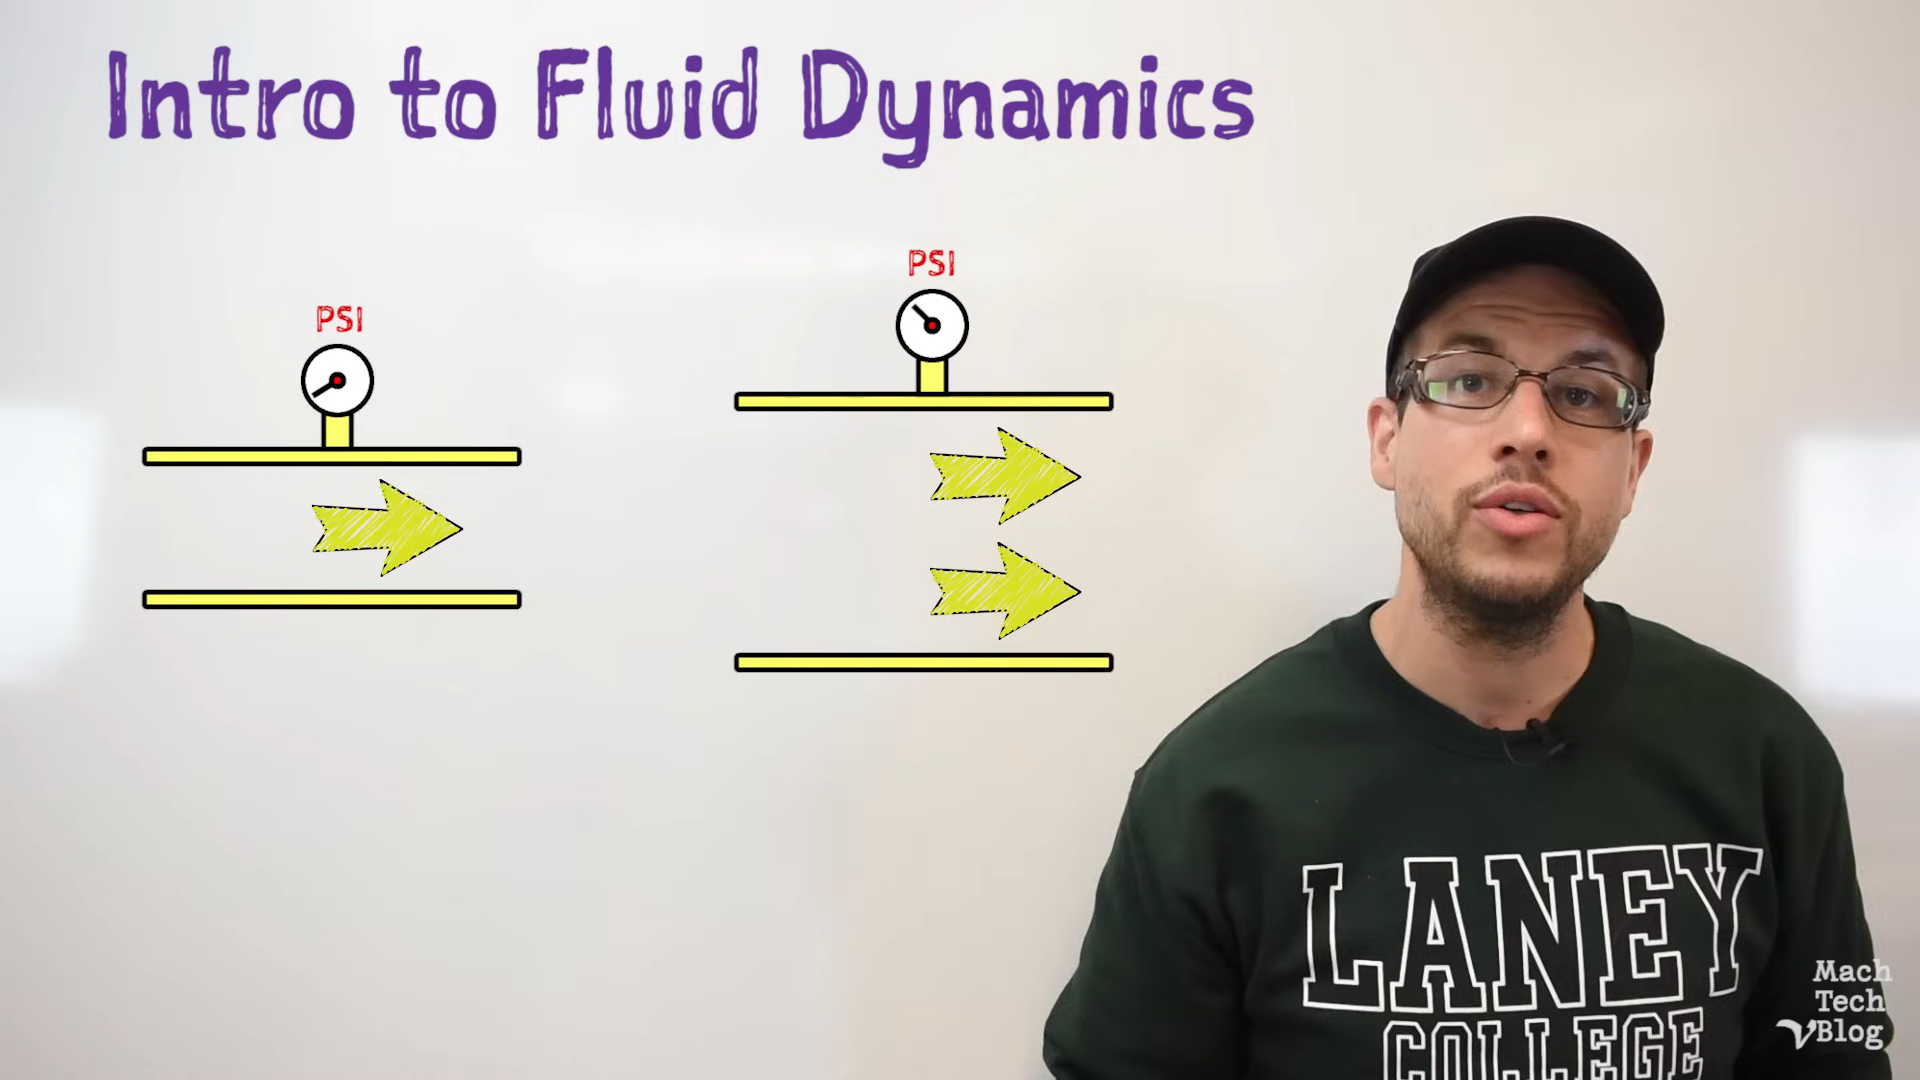 Intro to Fluid Dynamics
PSI
PSI
LANEY
COLLEGE
Mach
Tech
Blog